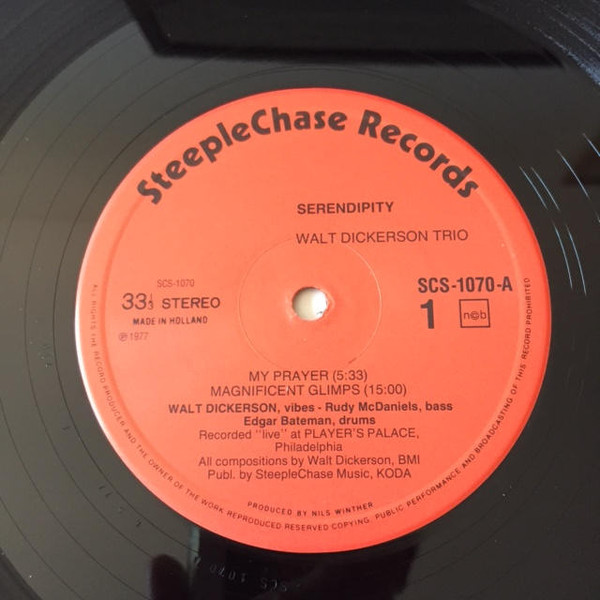 SteepleChase Records
SERENDIPITY
WALT DICKERSON TRIO
SCS-1070
33⅓ STEREO
MADE IN HOLLAND
℗ 1977
SCS-1070-A
1
n©b
MY PRAYER (5:33)
MAGNIFICENT GLIMPS (15:00)
WALT DICKERSON, vibes - Rudy McDaniels, bass
Edgar Bateman, drums
Recorded "live" at PLAYER'S PALACE,
Philadelphia
All compositions by Walt Dickerson, BMI
Publ. by SteepleChase Music, KODA
PRODUCED BY NILS WINTHER
ALL RIGHTS THE RECORD PRODUCER AND THE OWNER OF THE WORK REPRODUCED RESERVED COPYING, PUBLIC PERFORMANCE AND BROADCASTING OF THIS RECORD PROHIBITED
SCS 1070